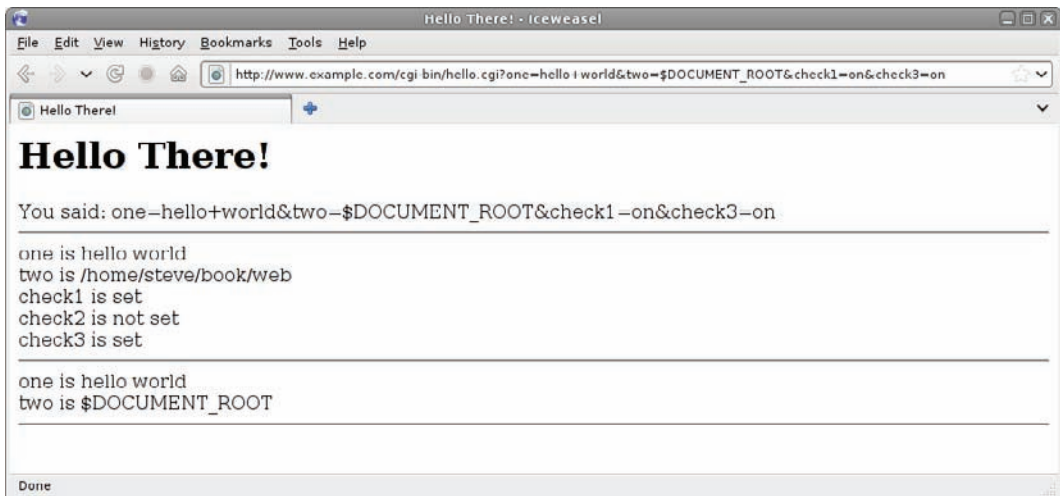 Hello There! - Iceweasel
File Edit View History Bookmarks Tools Help
http://www.example.com/cgi-bin/hello.cgi?one=hello+world&two=$DOCUMENT_ROOT&check1=on&check3=on
Hello There!
Hello There!
You said: one=hello+world&two=$DOCUMENT_ROOT&check1=on&check3=on
one is hello world
two is /home/steve/book/web
check1 is set
check2 is not set
check3 is set
one is hello world
two is $DOCUMENT_ROOT
Done